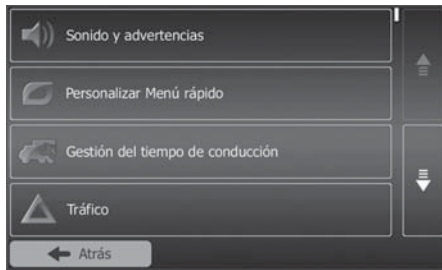 Sonido y advertencias
Personalizar Menú rápido
Gestión del tiempo de conducción
Tráfico
Atrás